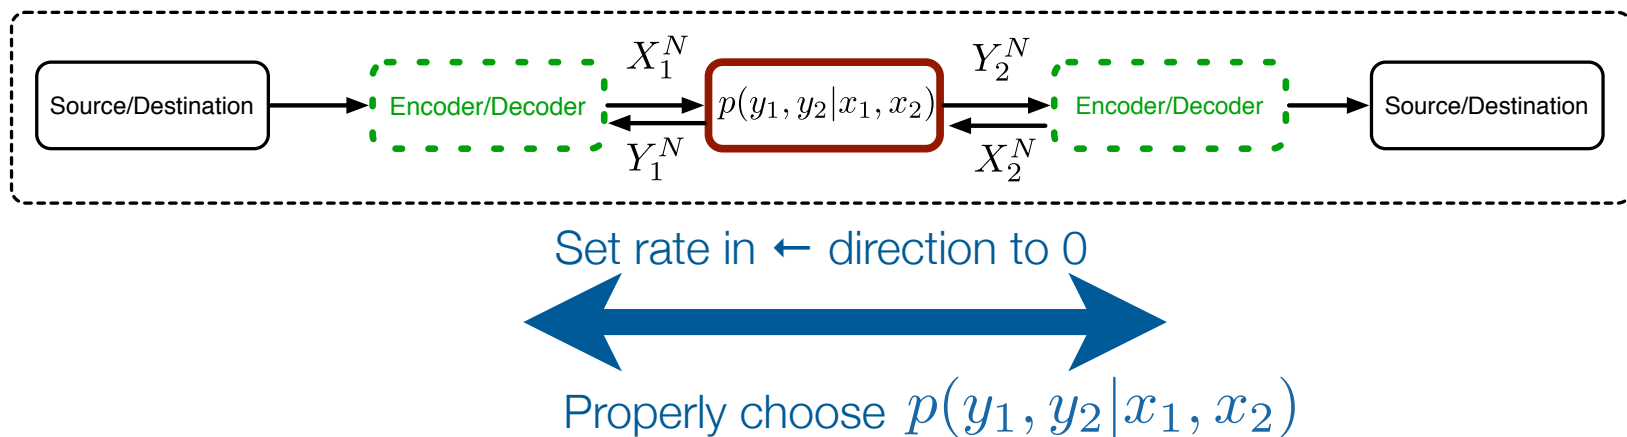 X_1^N Y_2^N
Source/Destination Encoder/Decoder p(y_1, y_2|x_1, x_2) Encoder/Decoder Source/Destination
Y_1^N X_2^N
Set rate in ← direction to 0
Properly choose p(y_1, y_2|x_1, x_2)